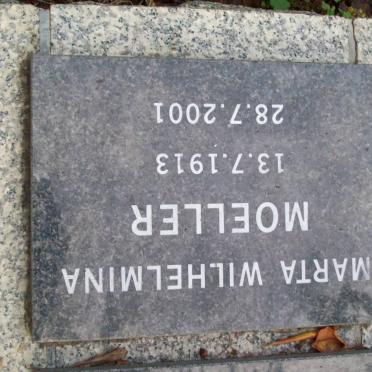 MARTA WILHELMINA
MOELLER
13.7.1913
28.7.2001